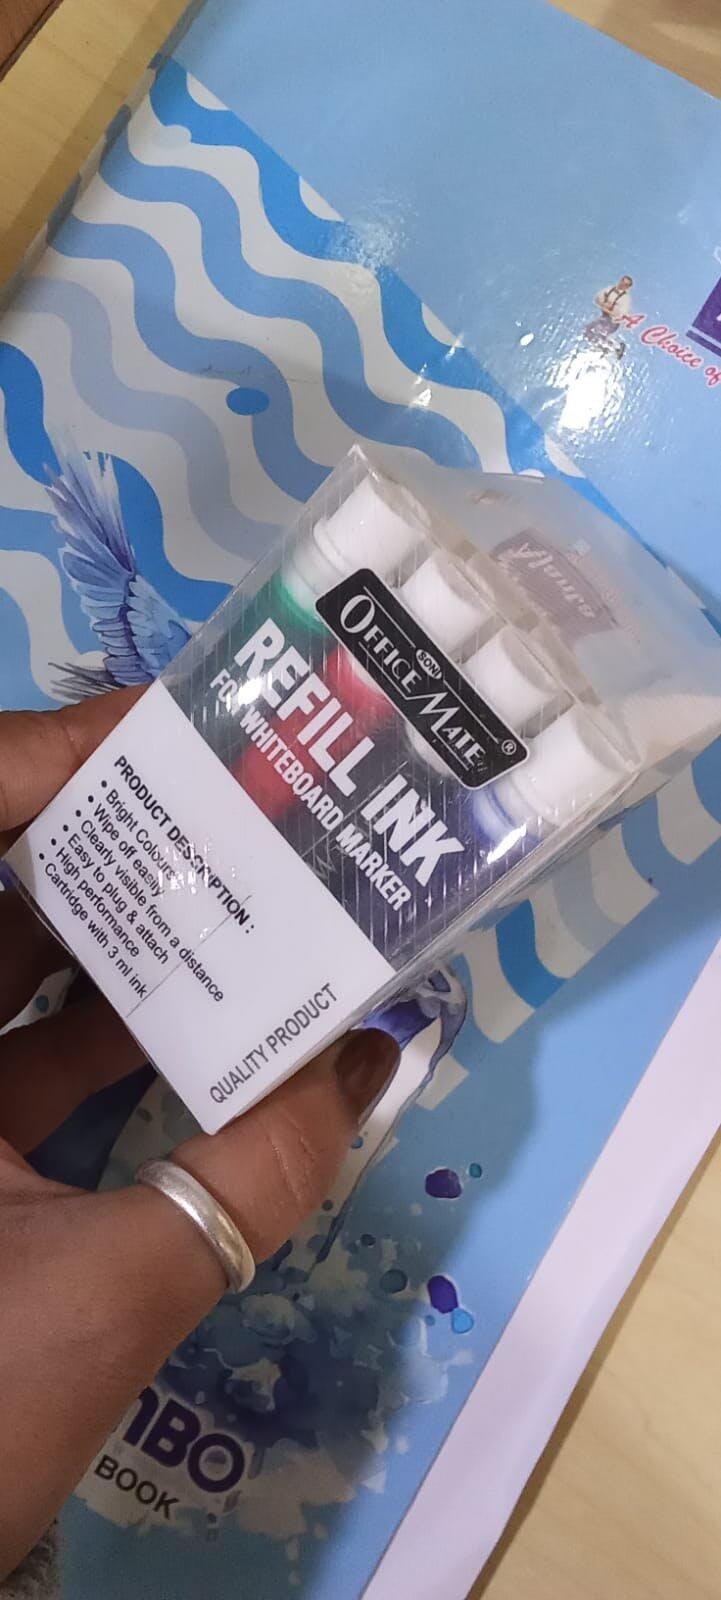 A Choice of
SONI
OFFICE MATE®
REFILL INK
FOR WHITEBOARD MARKER
PRODUCT DESCRIPTION :
• Bright Colours
• Wipe off easily
• Clearly visible from a distance
• Easy to plug & attach
• High performance
• Cartridge with 3 ml ink
QUALITY PRODUCT
BOOK